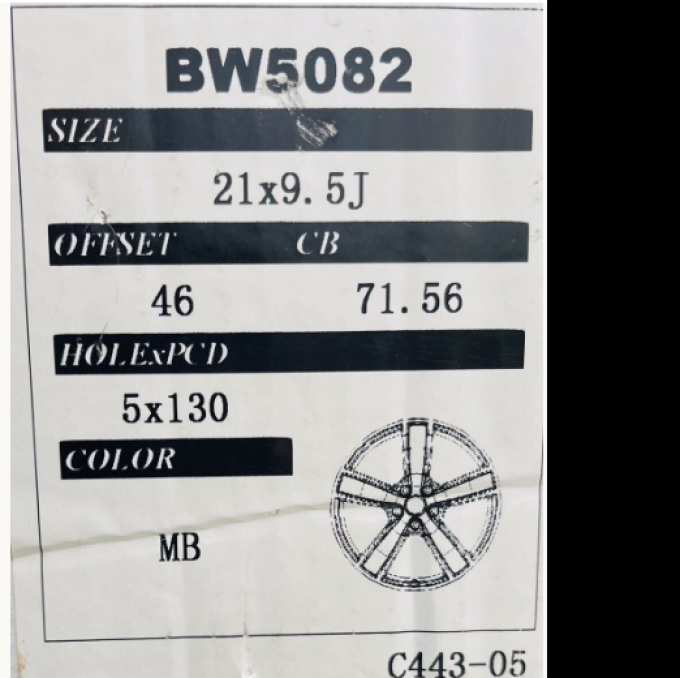 BW5082
SIZE
21x9.5J
OFFSET CB
46 71.56
HOLExPCD
5x130
COLOR
MB
C443-05